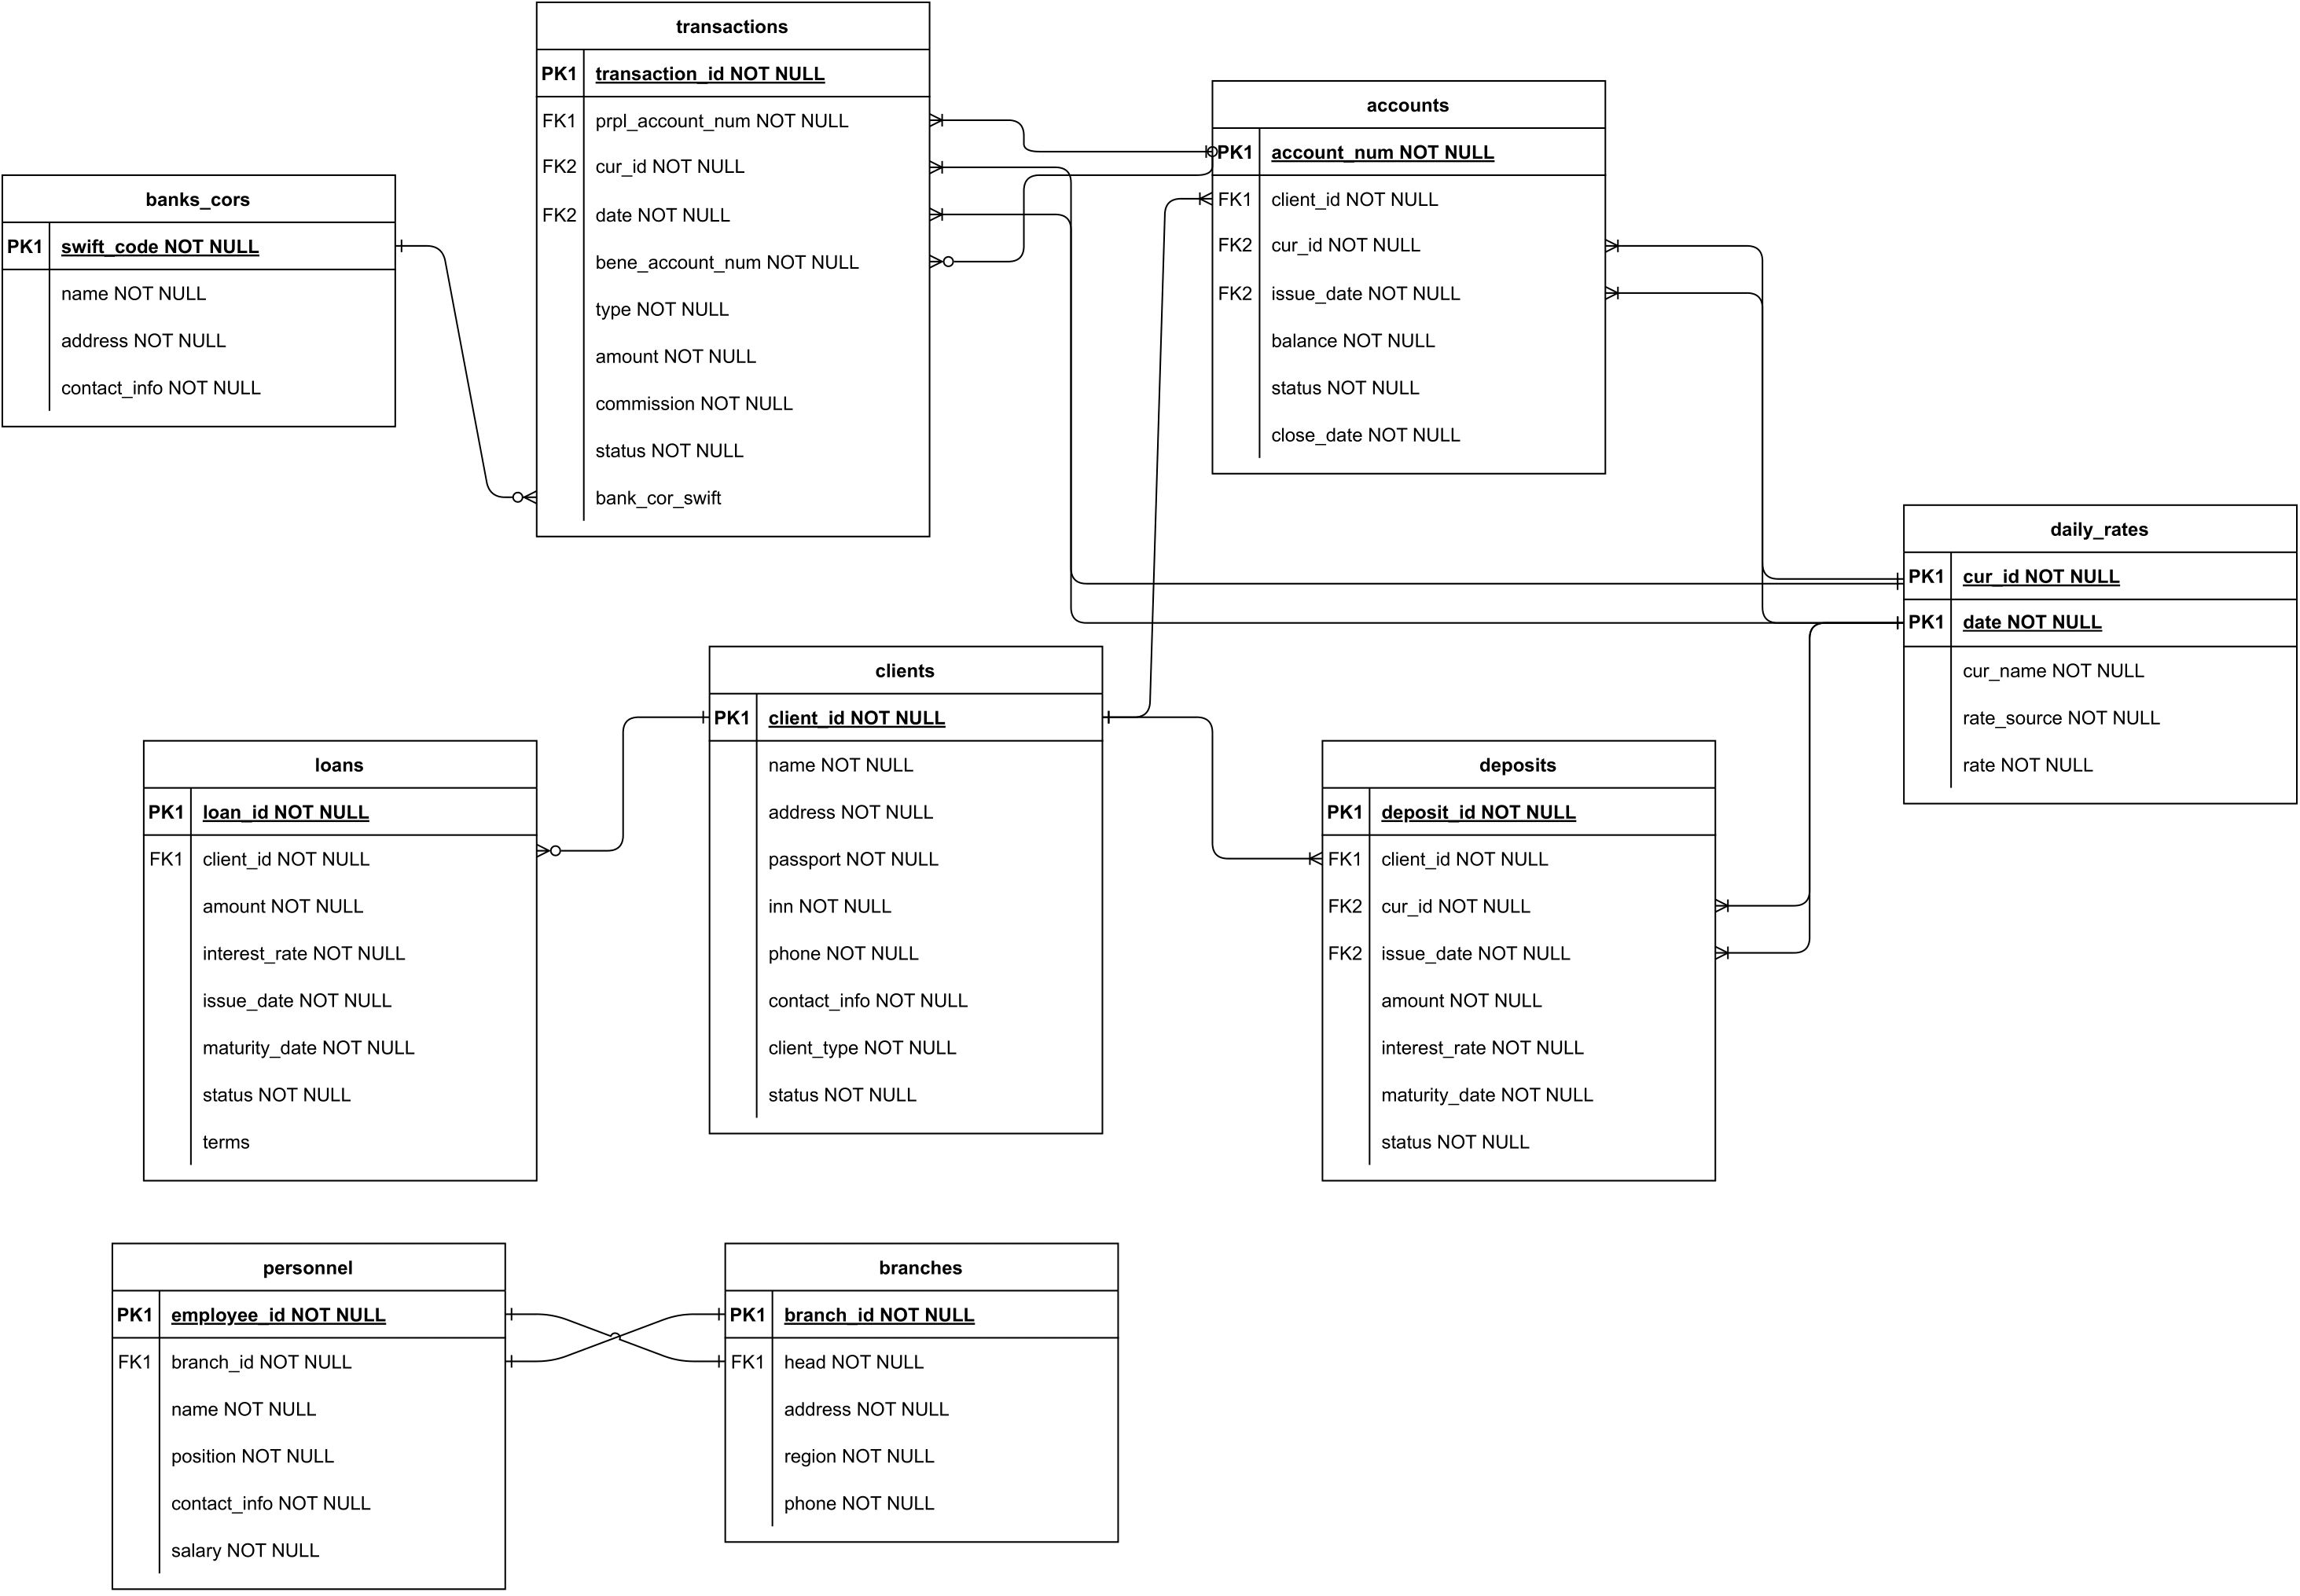 transactions
PK1 transaction_id NOT NULL
FK1 prpl_account_num NOT NULL
FK2 cur_id NOT NULL
FK2 date NOT NULL
bene_account_num NOT NULL
type NOT NULL
amount NOT NULL
commission NOT NULL
status NOT NULL
bank_cor_swift
accounts
PK1 account_num NOT NULL
FK1 client_id NOT NULL
FK2 cur_id NOT NULL
FK2 issue_date NOT NULL
balance NOT NULL
status NOT NULL
close_date NOT NULL
banks_cors
PK1 swift_code NOT NULL
name NOT NULL
address NOT NULL
contact_info NOT NULL
daily_rates
PK1 cur_id NOT NULL
PK1 date NOT NULL
cur_name NOT NULL
rate_source NOT NULL
rate NOT NULL
clients
PK1 client_id NOT NULL
name NOT NULL
address NOT NULL
passport NOT NULL
inn NOT NULL
phone NOT NULL
contact_info NOT NULL
client_type NOT NULL
status NOT NULL
loans
PK1 loan_id NOT NULL
FK1 client_id NOT NULL
amount NOT NULL
interest_rate NOT NULL
issue_date NOT NULL
maturity_date NOT NULL
status NOT NULL
terms
deposits
PK1 deposit_id NOT NULL
FK1 client_id NOT NULL
FK2 cur_id NOT NULL
FK2 issue_date NOT NULL
amount NOT NULL
interest_rate NOT NULL
maturity_date NOT NULL
status NOT NULL
personnel
PK1 employee_id NOT NULL
FK1 branch_id NOT NULL
name NOT NULL
position NOT NULL
contact_info NOT NULL
salary NOT NULL
branches
PK1 branch_id NOT NULL
FK1 head NOT NULL
address NOT NULL
region NOT NULL
phone NOT NULL